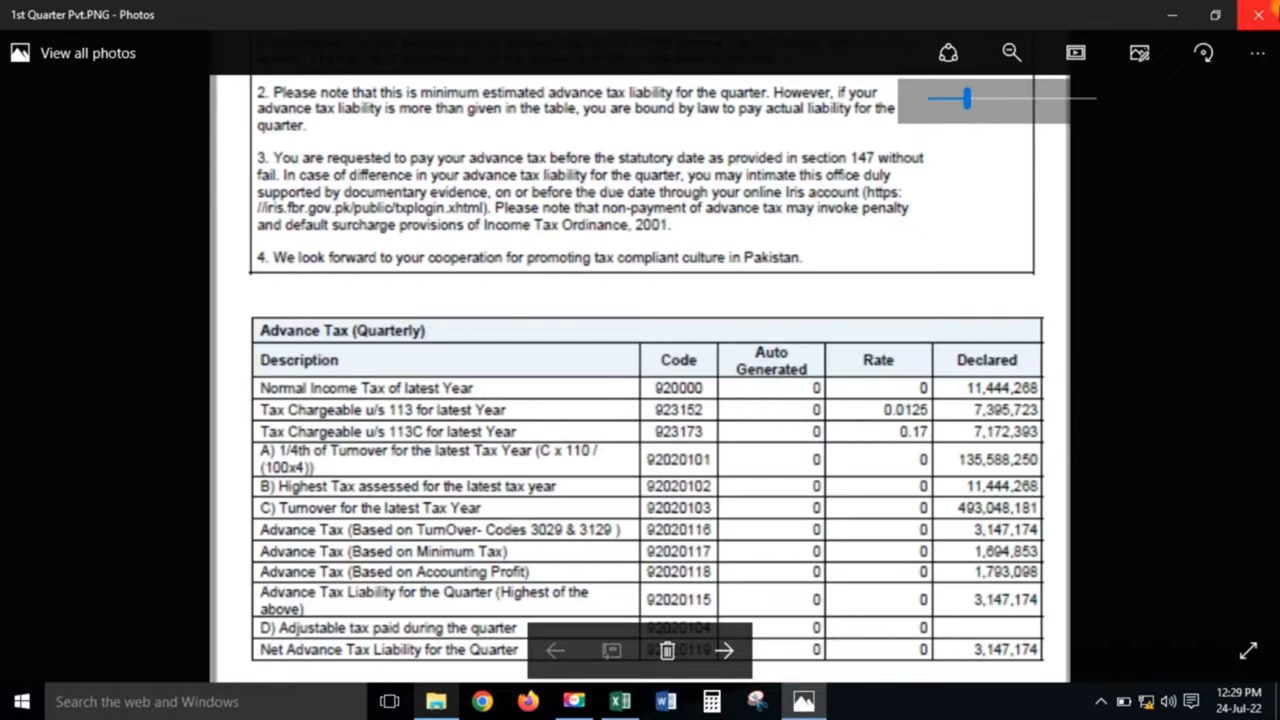 1st Quarter Pvt.PNG - Photos
View all photos
2. Please note that this is minimum estimated advance tax liability for the quarter. However, if your
advance tax liability is more than given in the table, you are bound by law to pay actual liability for the
quarter.
3. You are requested to pay your advance tax before the statutory date as provided in section 147 without
fail. In case of difference in your advance tax liability for the quarter, you may intimate this office duly
supported by documentary evidence, on or before the due date through your online Iris account (https:
//iris.fbr.gov.pk/public/txplogin.xhtml). Please note that non-payment of advance tax may invoke penalty
and default surcharge provisions of Income Tax Ordinance, 2001.
4. We look forward to your cooperation for promoting tax compliant culture in Pakistan.
Advance Tax (Quarterly)
Description Code Auto Generated Rate Declared
Normal Income Tax of latest Year 920000 0 0 11,444,268
Tax Chargeable u/s 113 for latest Year 923152 0 0.0125 7,395,723
Tax Chargeable u/s 113C for latest Year 923173 0 0.17 7,172,393
A) 1/4th of Turnover for the latest Tax Year (C x 110 /
(100x4)) 92020101 0 0 135,588,250
B) Highest Tax assessed for the latest tax year 92020102 0 0 11,444,268
C) Turnover for the latest Tax Year 92020103 0 0 493,048,181
Advance Tax (Based on TurnOver- Codes 3029 & 3129 ) 92020116 0 0 3,147,174
Advance Tax (Based on Minimum Tax) 92020117 0 0 1,694,853
Advance Tax (Based on Accounting Profit) 92020118 0 0 1,793,098
Advance Tax Liability for the Quarter (Highest of the
above) 92020115 0 0 3,147,174
D) Adjustable tax paid during the quarter 92020104 0 0
Net Advance Tax Liability for the Quarter 92020119 0 0 3,147,174
Search the web and Windows
12:29 PM
24-Jul-22